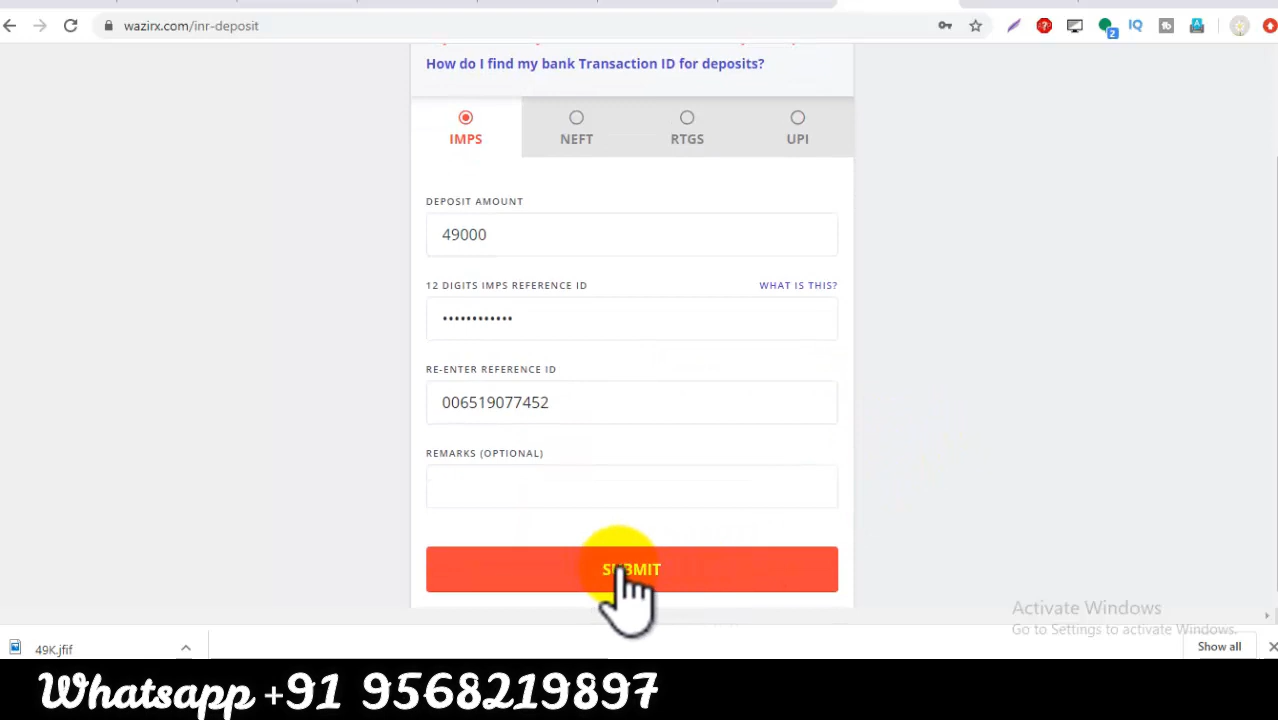 wazirx.com/inr-deposit
2
IQ
How do I find my bank Transaction ID for deposits?
IMPS
NEFT
RTGS
UPI
DEPOSIT AMOUNT
49000
12 DIGITS IMPS REFERENCE ID
WHAT IS THIS?
••••••••••••
RE-ENTER REFERENCE ID
006519077452
REMARKS (OPTIONAL)
SUBMIT
Activate Windows
Go to Settings to activate Windows.
49K.jfif
Show all
Whatsapp +91 9568219897